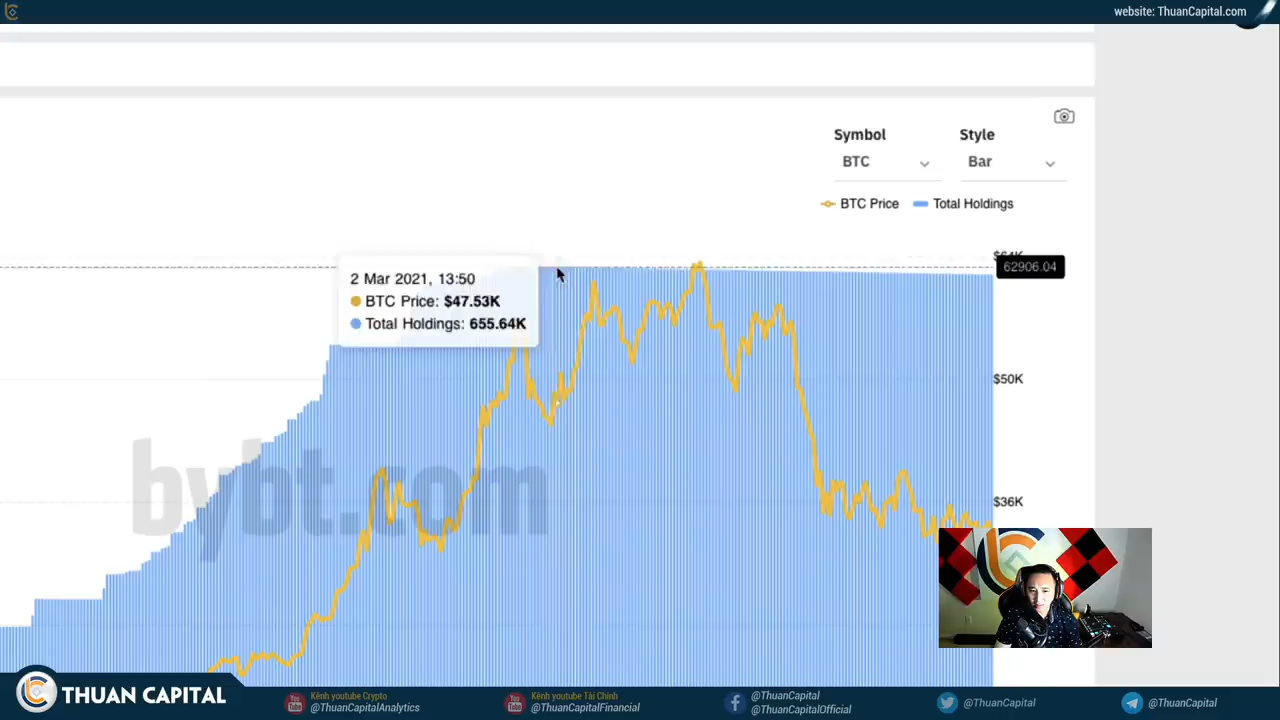 website: ThuanCapital.com
Symbol
Style
BTC
Bar
BTC Price
Total Holdings
$64K
62906.04
2 Mar 2021, 13:50
BTC Price: $47.53K
Total Holdings: 655.64K
$50K
bybt.com
$36K
THUAN CAPITAL
Kênh youtube Crypto
@ThuanCapitalAnalytics
Kênh youtube Tài Chính
@ThuanCapitalFinancial
@ThuanCapital
@ThuanCapitalOfficial
@ThuanCapital
@ThuanCapital